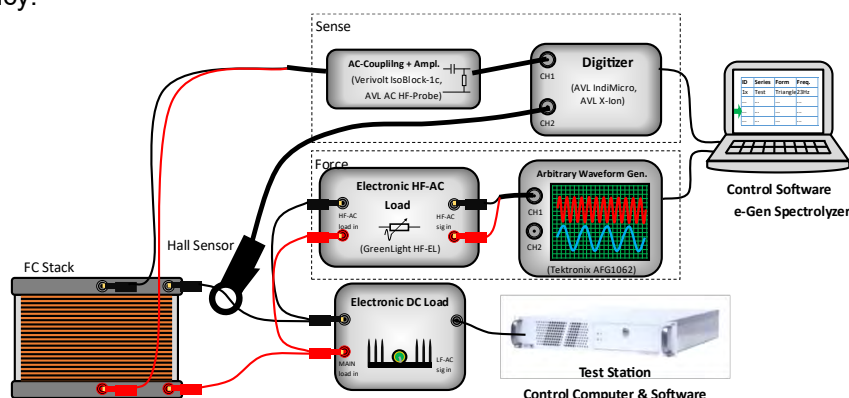 ncy.
Sense
AC-Couplilng + Ampl.
(Verivolt IsoBlock-1c,
AVL AC HF-Probe)
CH1
CH2
Digitizer
(AVL IndiMicro,
AVL X-Ion)
ID Series Form Freq.
1x Test Triangle 23Hz
... ... ... ...
... ... ... ...
... ... ... ...
Control Software
e-Gen Spectrolyzer
Force
Electronic HF-AC
Load
HF-AC
load in
HF-AC
sig in
(GreenLight HF-EL)
Arbitrary Waveform Gen.
CH1
CH2
(Tektronix AFG1062)
Hall Sensor
FC Stack
Electronic DC Load
MAIN
load in
LF-AC
sig in
Test Station
Control Computer & Software